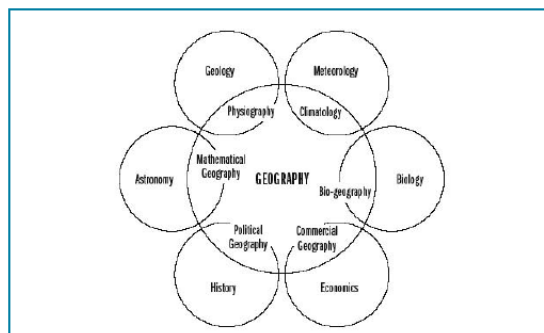 Geology
Meteorology
Physiography
Climatology
Astronomy
Mathematical
Geography
GEOGRAPHY
Bio-geography
Biology
Political
Geography
Commercial
Geography
History
Economics